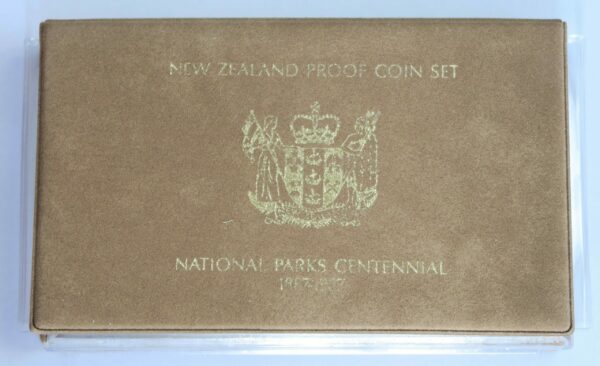 NEW ZEALAND PROOF COIN SET
NATIONAL PARKS CENTENNIAL